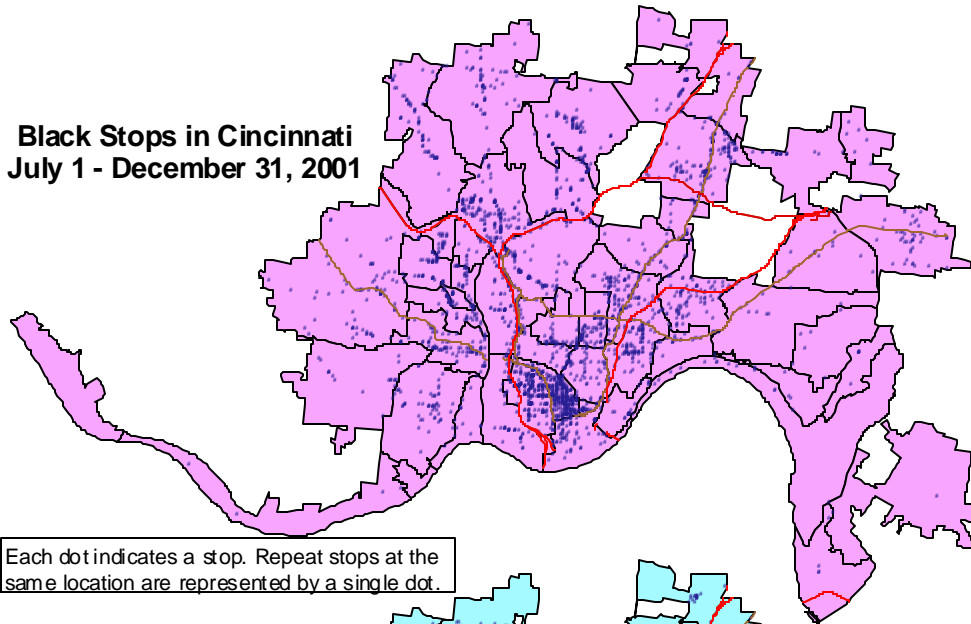 Black Stops in Cincinnati
July 1 - December 31, 2001
Each dot indicates a stop. Repeat stops at the
same location are represented by a single dot.